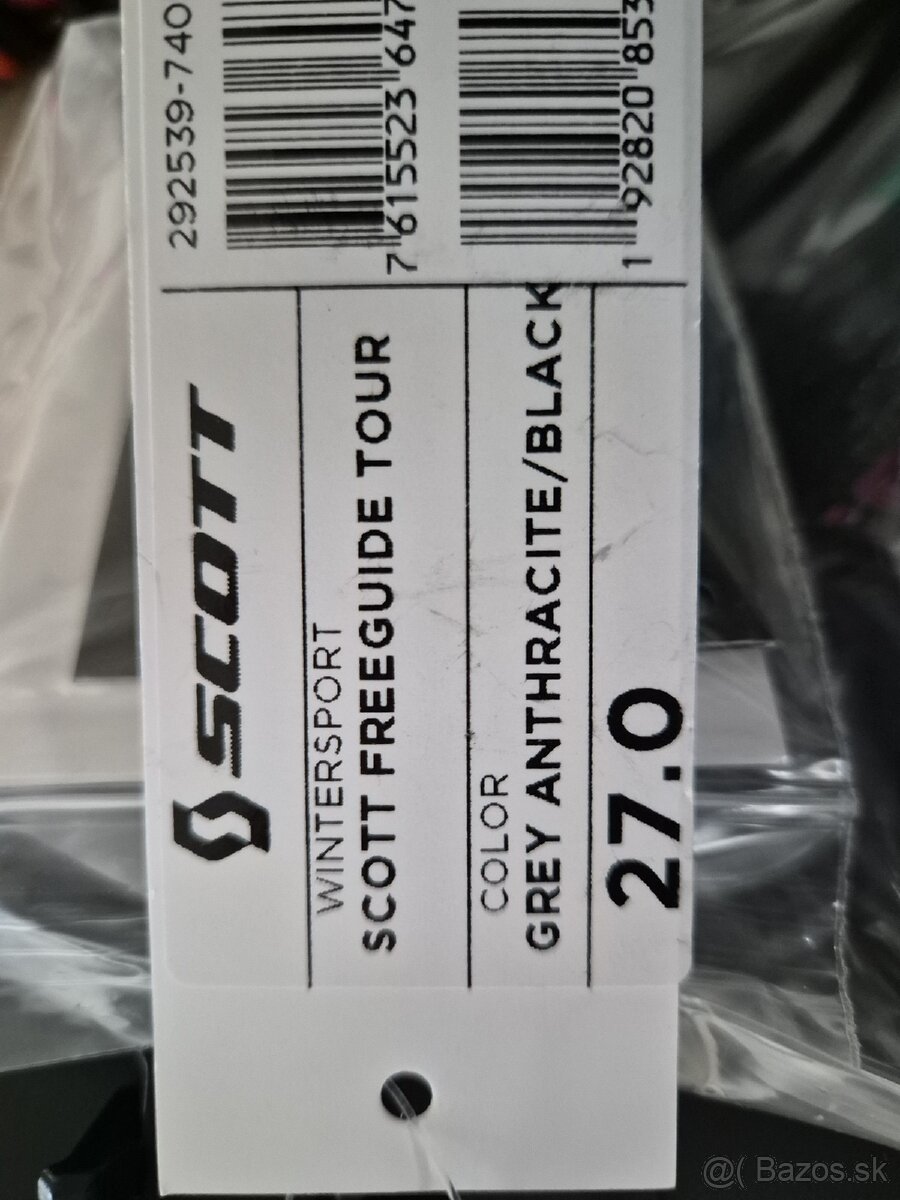 SCOTT
WINTERSPORT
SCOTT FREEGUIDE TOUR
COLOR
GREY ANTHRACITE/BLACK
27.0
292539-740
7 615523 647
1 92820 853
@( Bazos.sk